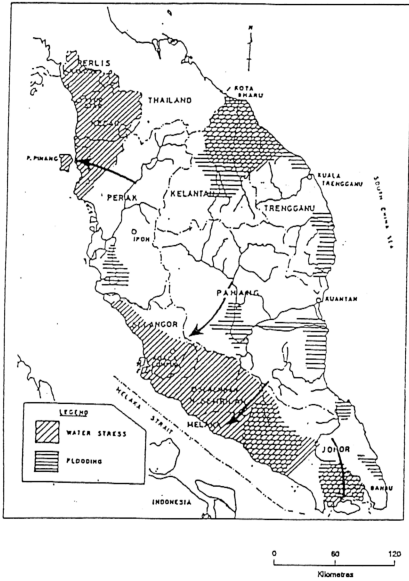 N
PERLIS
KEDAH
THAILAND
KOTA
BHARU
P. PINANG
PERAK
KELANTAN
KUALA
TRENGGANU
TRENGGANU
IPOH
SOUTH CHINA SEA
PAHANG
KUANTAN
SELANGOR
MELAKA
MELAKA STRAIT
JOHOR
INDONESIA
LEGEND
WATER STRESS
FLOODING
0 60 120
Kilometres